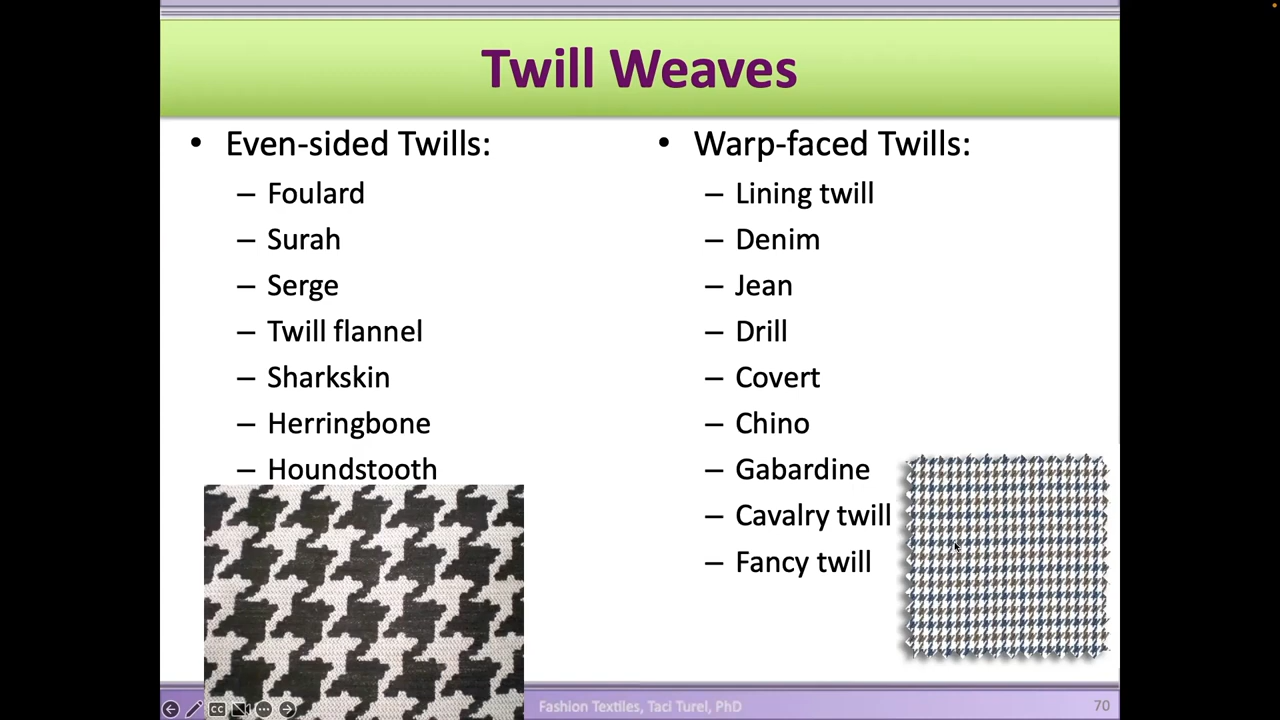 Twill Weaves
• Even-sided Twills:
– Foulard
– Surah
– Serge
– Twill flannel
– Sharkskin
– Herringbone
– Houndstooth
• Warp-faced Twills:
– Lining twill
– Denim
– Jean
– Drill
– Covert
– Chino
– Gabardine
– Cavalry twill
– Fancy twill
CC
Fashion Textiles, Taci Turel, PhD
70